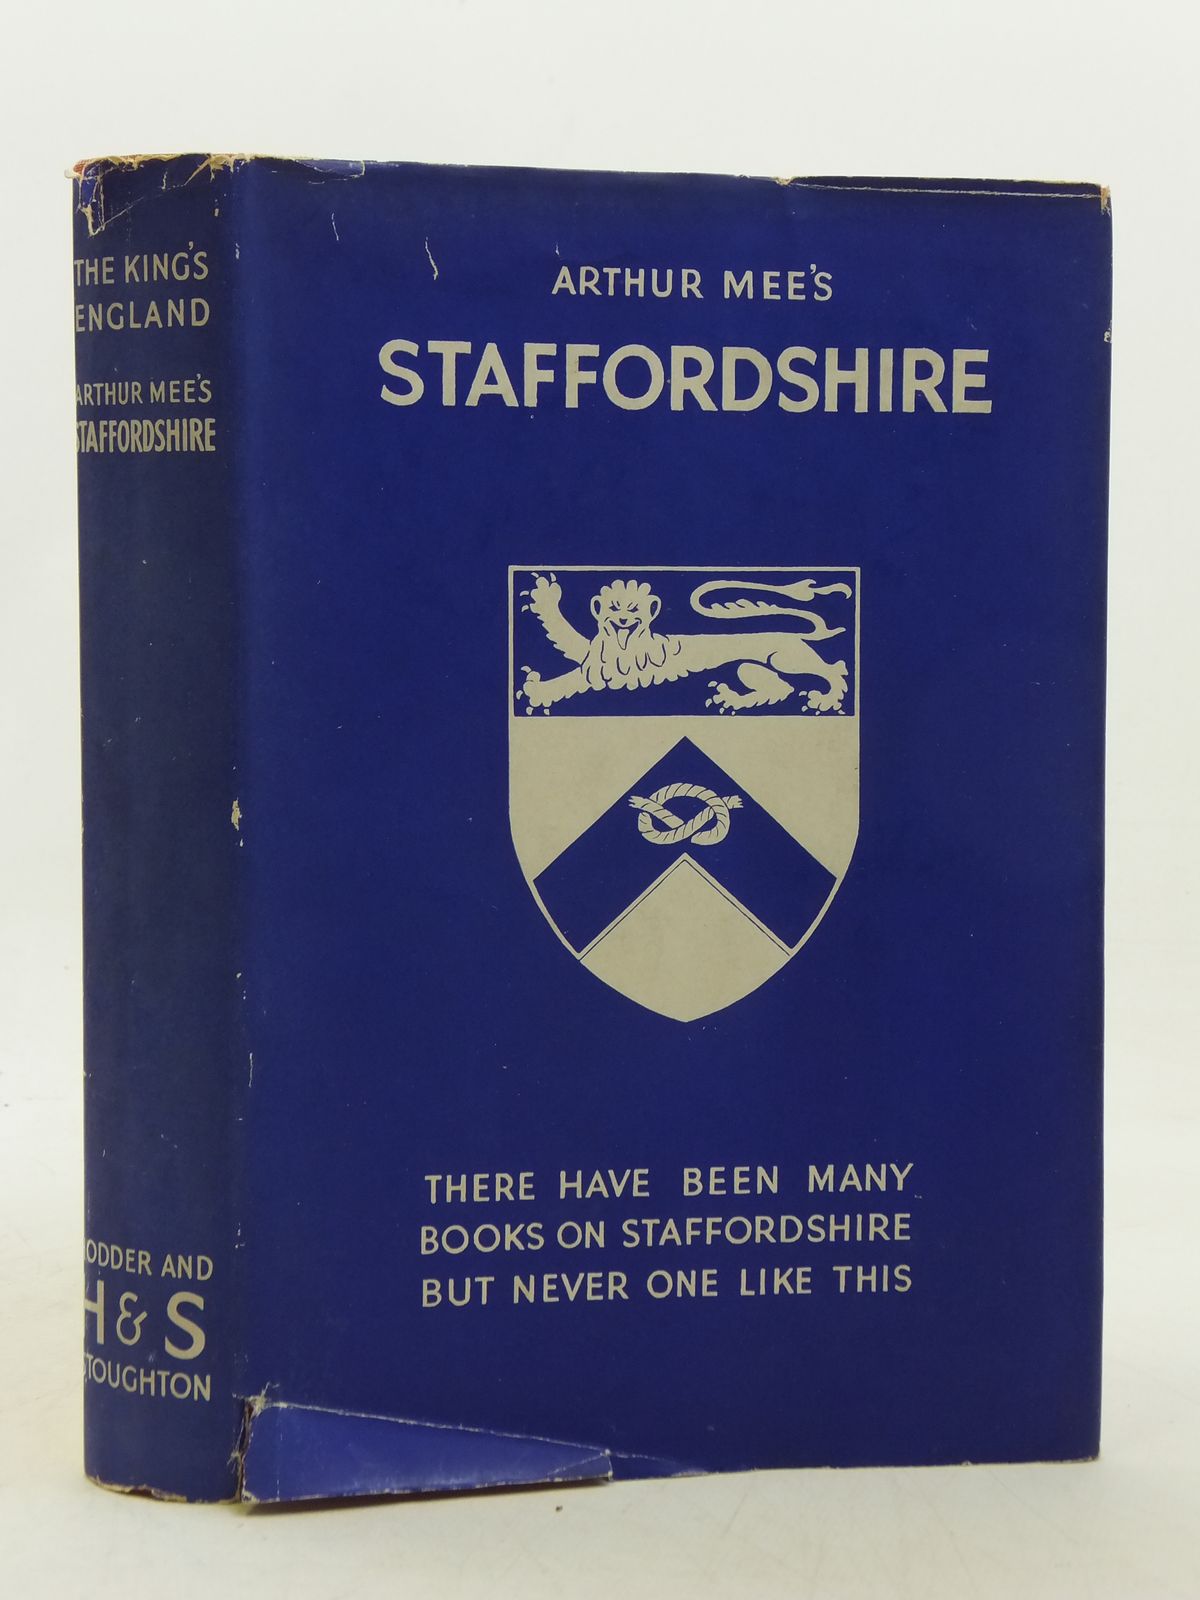 THE KING'S
ENGLAND
ARTHUR MEE'S
STAFFORDSHIRE
HODDER AND
H & S
STOUGHTON
ARTHUR MEE'S
STAFFORDSHIRE
THERE HAVE BEEN MANY
BOOKS ON STAFFORDSHIRE
BUT NEVER ONE LIKE THIS